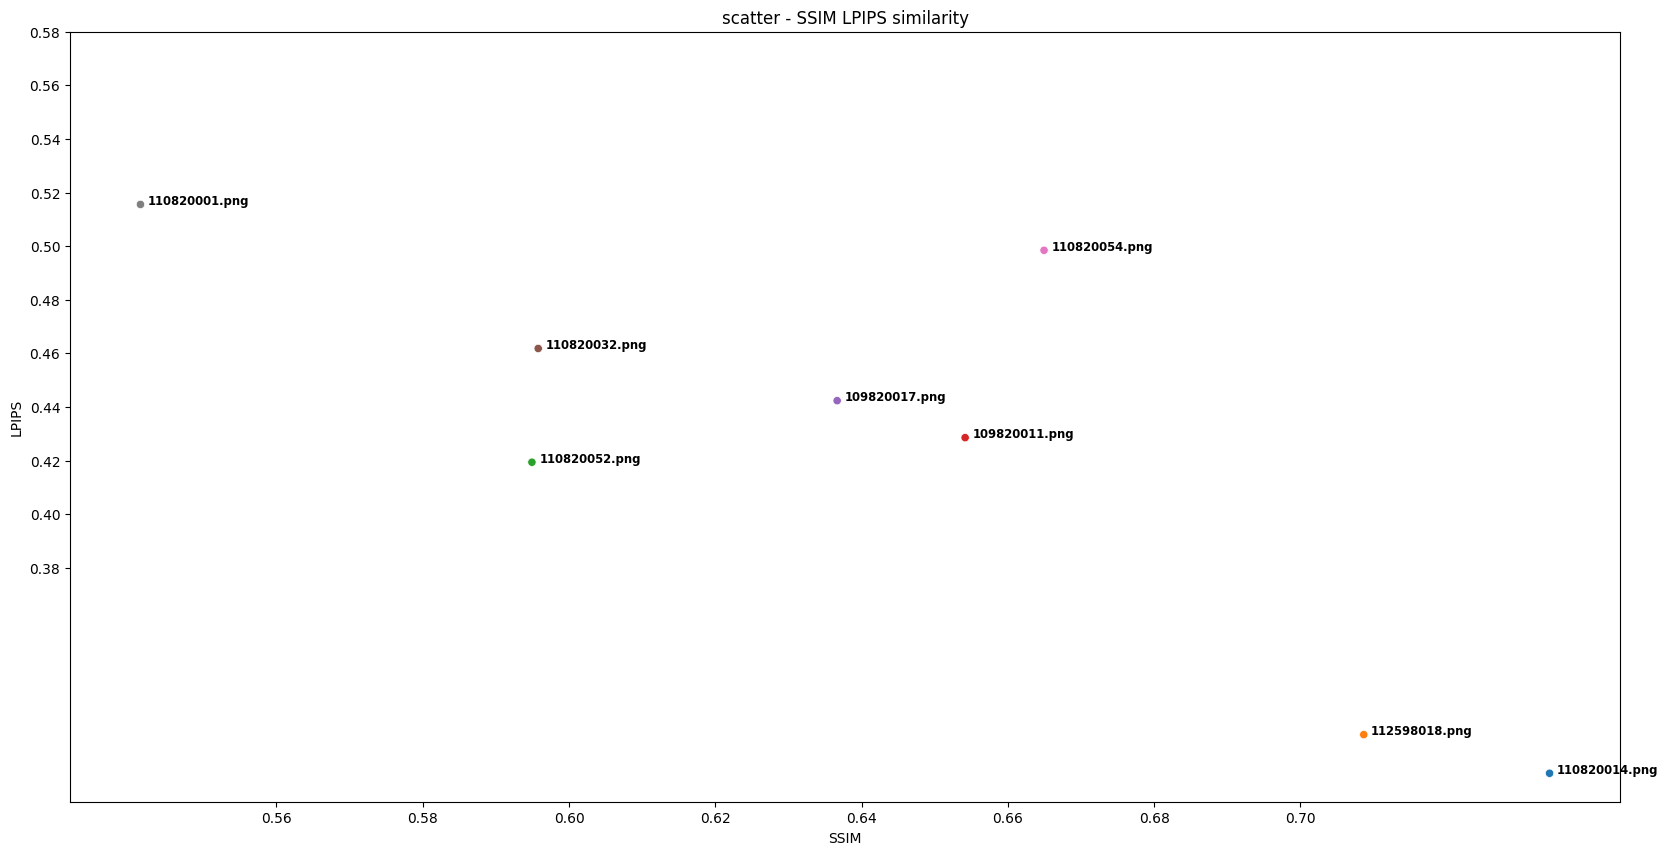 scatter - SSIM LPIPS similarity
0.58
0.56
0.54
0.52
110820001.png
0.50
110820054.png
0.48
0.46
110820032.png
0.44
109820017.png
LPIPS
109820011.png
0.42
110820052.png
0.40
0.38
112598018.png
110820014.png
0.56 0.58 0.60 0.62 0.64 0.66 0.68 0.70
SSIM